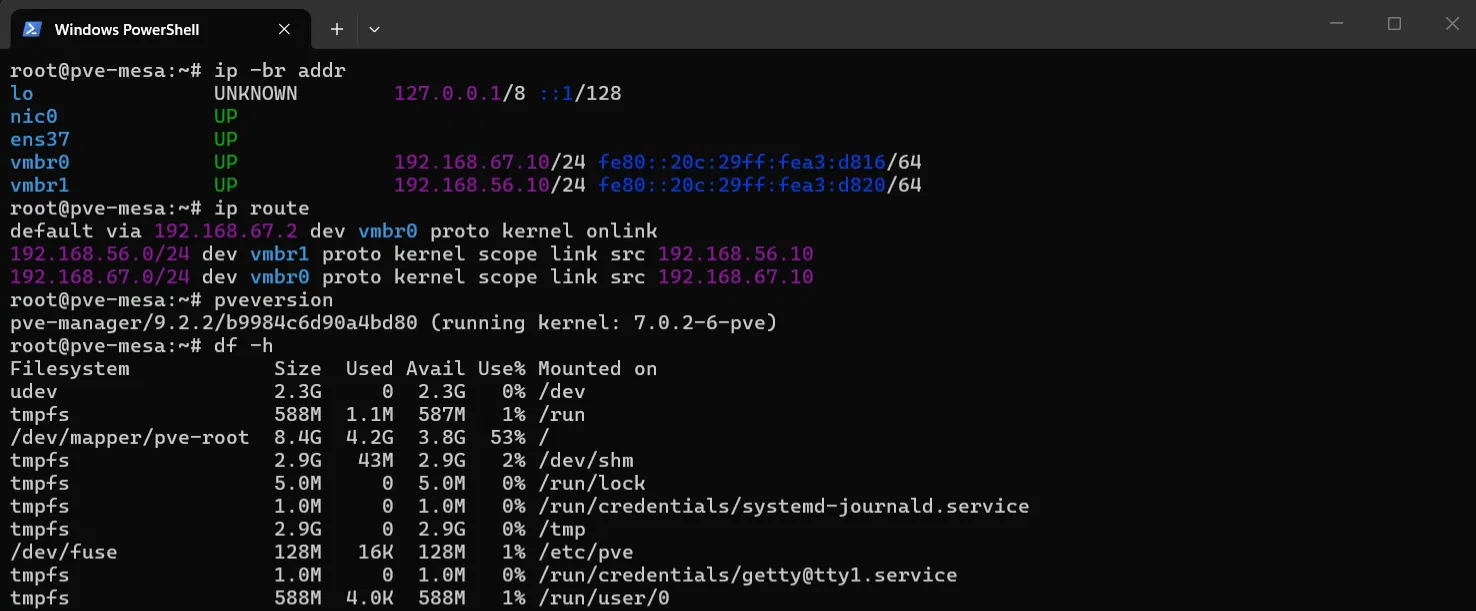 Windows PowerShell
root@pve-mesa:~# ip -br addr
lo               UNKNOWN        127.0.0.1/8 ::1/128
nic0             UP
ens37            UP
vmbr0            UP             192.168.67.10/24 fe80::20c:29ff:fea3:d816/64
vmbr1            UP             192.168.56.10/24 fe80::20c:29ff:fea3:d820/64
root@pve-mesa:~# ip route
default via 192.168.67.2 dev vmbr0 proto kernel onlink
192.168.56.0/24 dev vmbr1 proto kernel scope link src 192.168.56.10
192.168.67.0/24 dev vmbr0 proto kernel scope link src 192.168.67.10
root@pve-mesa:~# pveversion
pve-manager/9.2.2/b9984c6d90a4bd80 (running kernel: 7.0.2-6-pve)
root@pve-mesa:~# df -h
Filesystem            Size  Used Avail Use% Mounted on
udev                  2.3G     0  2.3G   0% /dev
tmpfs                 588M  1.1M  587M   1% /run
/dev/mapper/pve-root  8.4G  4.2G  3.8G  53% /
tmpfs                 2.9G   43M  2.9G   2% /dev/shm
tmpfs                 5.0M     0  5.0M   0% /run/lock
tmpfs                 1.0M     0  1.0M   0% /run/credentials/systemd-journald.service
tmpfs                 2.9G     0  2.9G   0% /tmp
/dev/fuse             128M   16K  128M   1% /etc/pve
tmpfs                 1.0M     0  1.0M   0% /run/credentials/getty@tty1.service
tmpfs                 588M  4.0K  588M   1% /run/user/0